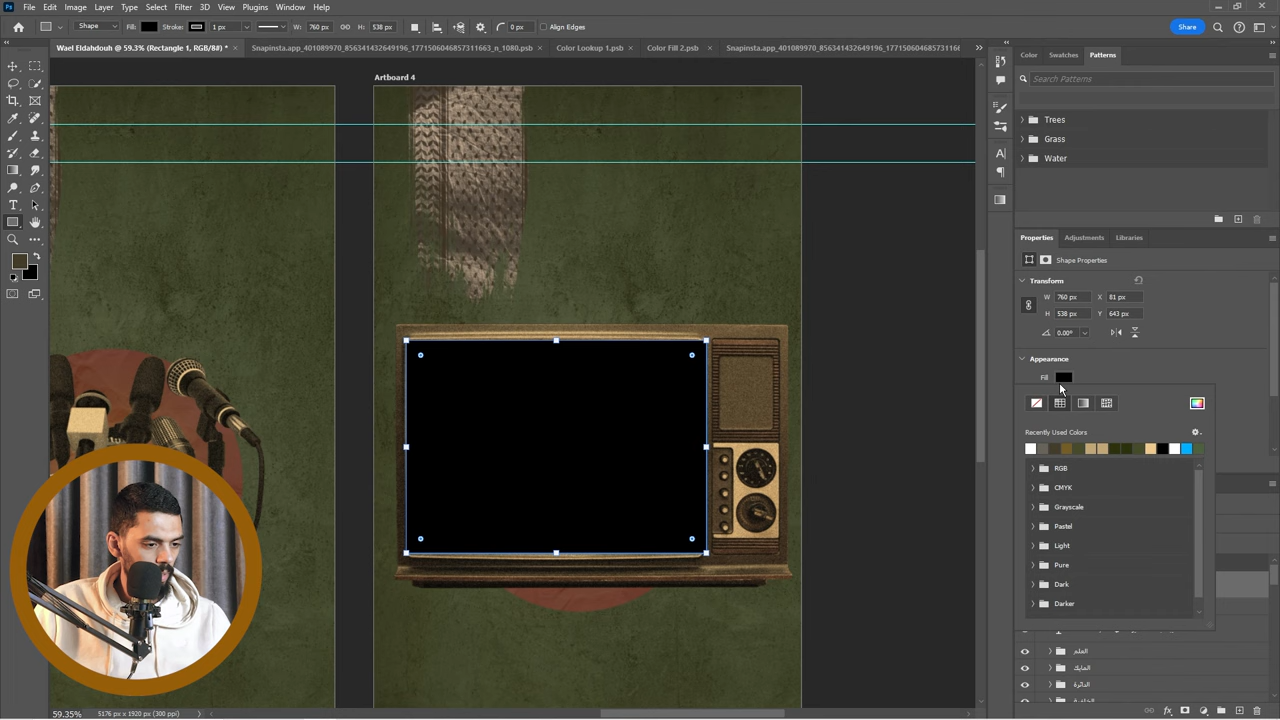 File Edit Image Layer Type Select Filter 3D View Plugins Window Help
Shape Fill: Stroke: 1 px W: 760 px H: 538 px 0 px Align Edges Share
Wael Eldahdouh @ 59.3% (Rectangle 1, RGB/8#) * Snapinsta.app_401089970_856341432649196_1771506046857311663_n_1080.psb Color Lookup 1.psb Color Fill 2.psb
Color Swatches Patterns
Artboard 4
Search Patterns
Trees
Grass
Water
Properties Adjustments Libraries
Shape Properties
Transform
W 760 px X 81 px
H 538 px Y 643 px
0.00°
Appearance
Fill
Recently Used Colors
RGB
CMYK
Grayscale
Pastel
Light
Pure
Dark
Darker
العلم
المايك
الدائرة
59.35% 5176 px x 1920 px (300 ppi)